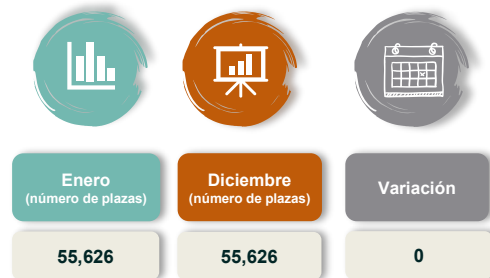 Enero
(número de plazas)
Diciembre
(número de plazas)
Variación
55,626
55,626
0